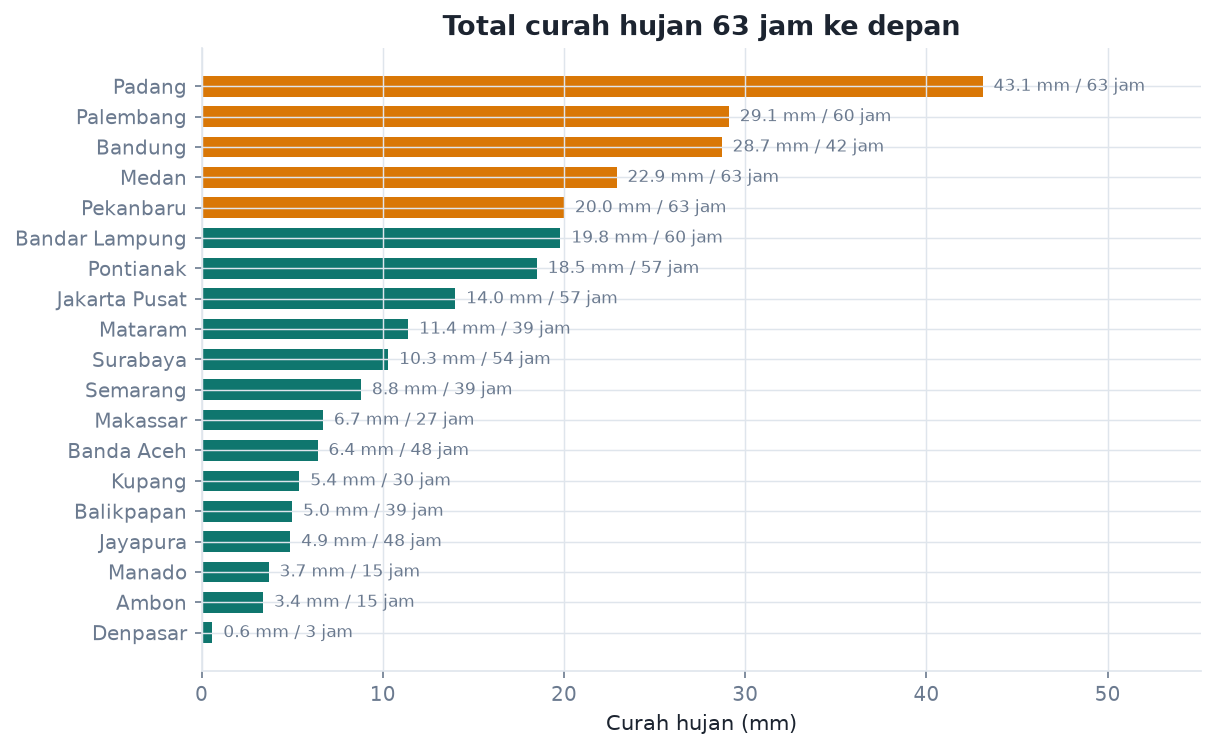 Total curah hujan 63 jam ke depan
Padang 43.1 mm / 63 jam
Palembang 29.1 mm / 60 jam
Bandung 28.7 mm / 42 jam
Medan 22.9 mm / 63 jam
Pekanbaru 20.0 mm / 63 jam
Bandar Lampung 19.8 mm / 60 jam
Pontianak 18.5 mm / 57 jam
Jakarta Pusat 14.0 mm / 57 jam
Mataram 11.4 mm / 39 jam
Surabaya 10.3 mm / 54 jam
Semarang 8.8 mm / 39 jam
Makassar 6.7 mm / 27 jam
Banda Aceh 6.4 mm / 48 jam
Kupang 5.4 mm / 30 jam
Balikpapan 5.0 mm / 39 jam
Jayapura 4.9 mm / 48 jam
Manado 3.7 mm / 15 jam
Ambon 3.4 mm / 15 jam
Denpasar 0.6 mm / 3 jam
0 10 20 30 40 50
Curah hujan (mm)